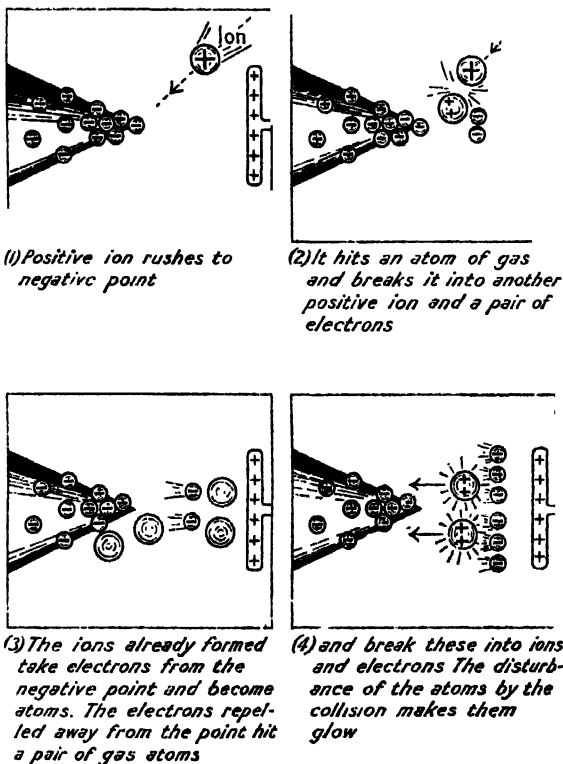 Ion
(1) Positive ion rushes to
negative point
(2) It hits an atom of gas
and breaks it into another
positive ion and a pair of
electrons
(3) The ions already formed
take electrons from the
negative point and become
atoms. The electrons repel-
led away from the point hit
a pair of gas atoms
(4) and break these into ions
and electrons The disturb-
ance of the atoms by the
collision makes them
glow